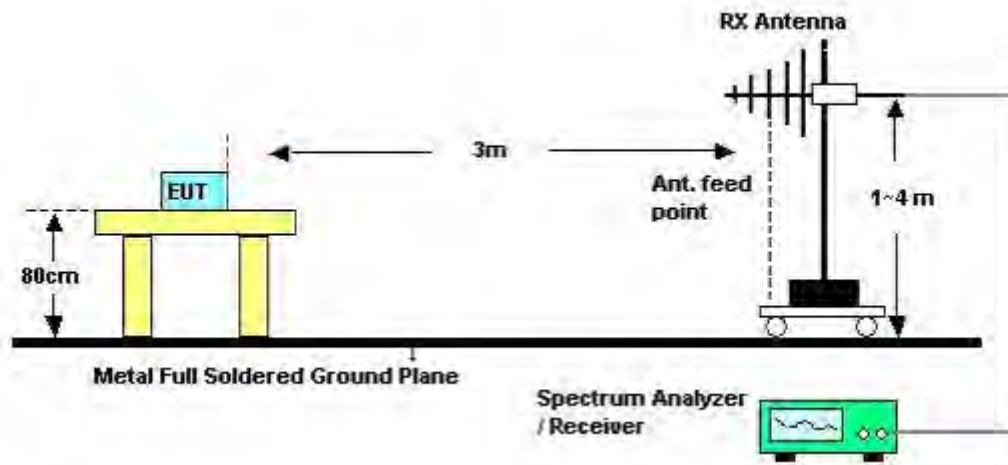 RX Antenna
3m
EUT
Ant. feed
point
1~4 m
80cm
Metal Full Soldered Ground Plane
Spectrum Analyzer
/ Receiver